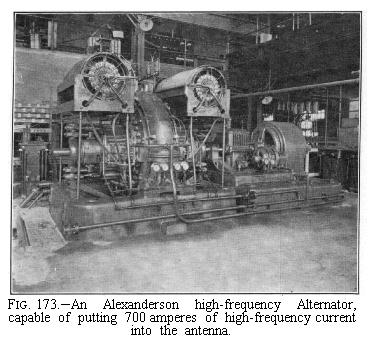 FIG. 173.—An Alexanderson high-frequency Alternator,
capable of putting 700 amperes of high-frequency current
into the antenna.